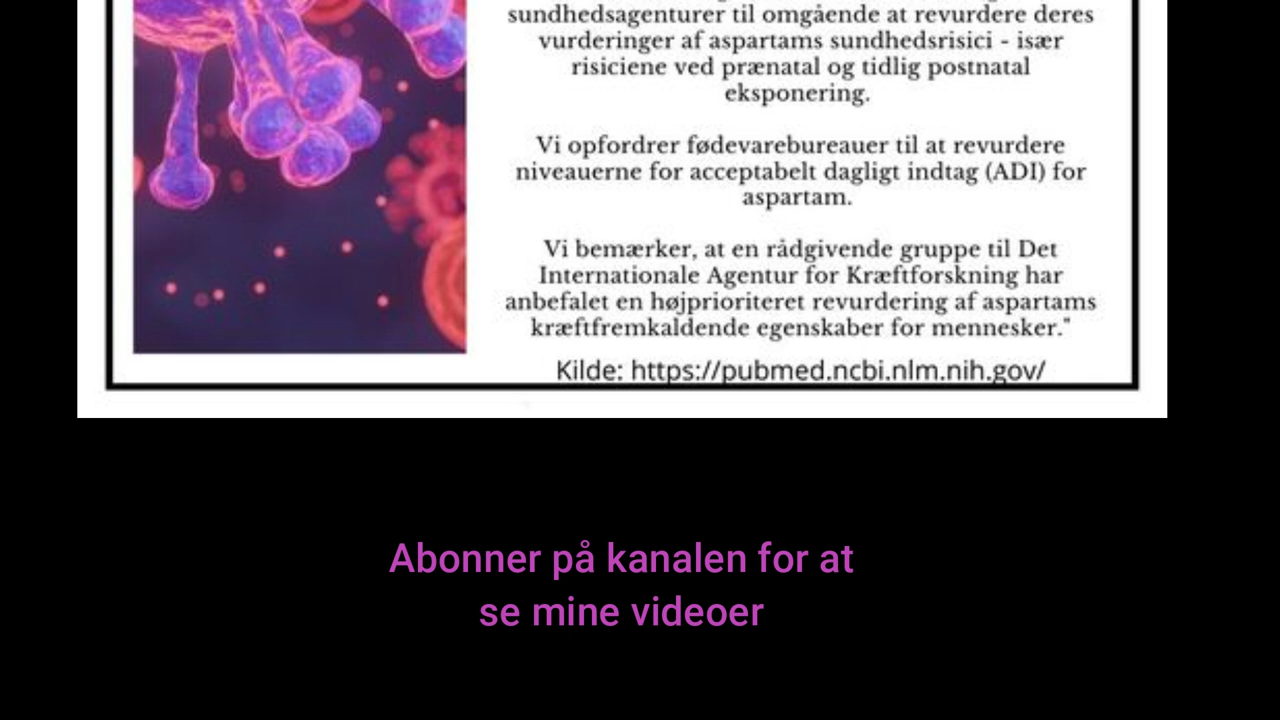 sundhedsagenturer til omgående at revurdere deres
vurderinger af aspartams sundhedsrisici - især
risiciene ved prænatal og tidlig postnatal
eksponering.
Vi opfordrer fødevarebureauer til at revurdere
niveauerne for acceptabelt dagligt indtag (ADI) for
aspartam.
Vi bemærker, at en rådgivende gruppe til Det
Internationale Agentur for Kræftforskning har
anbefalet en højprioriteret revurdering af aspartams
kræftfremkaldende egenskaber for mennesker."
Kilde: https://pubmed.ncbi.nlm.nih.gov/
Abonner på kanalen for at
se mine videoer